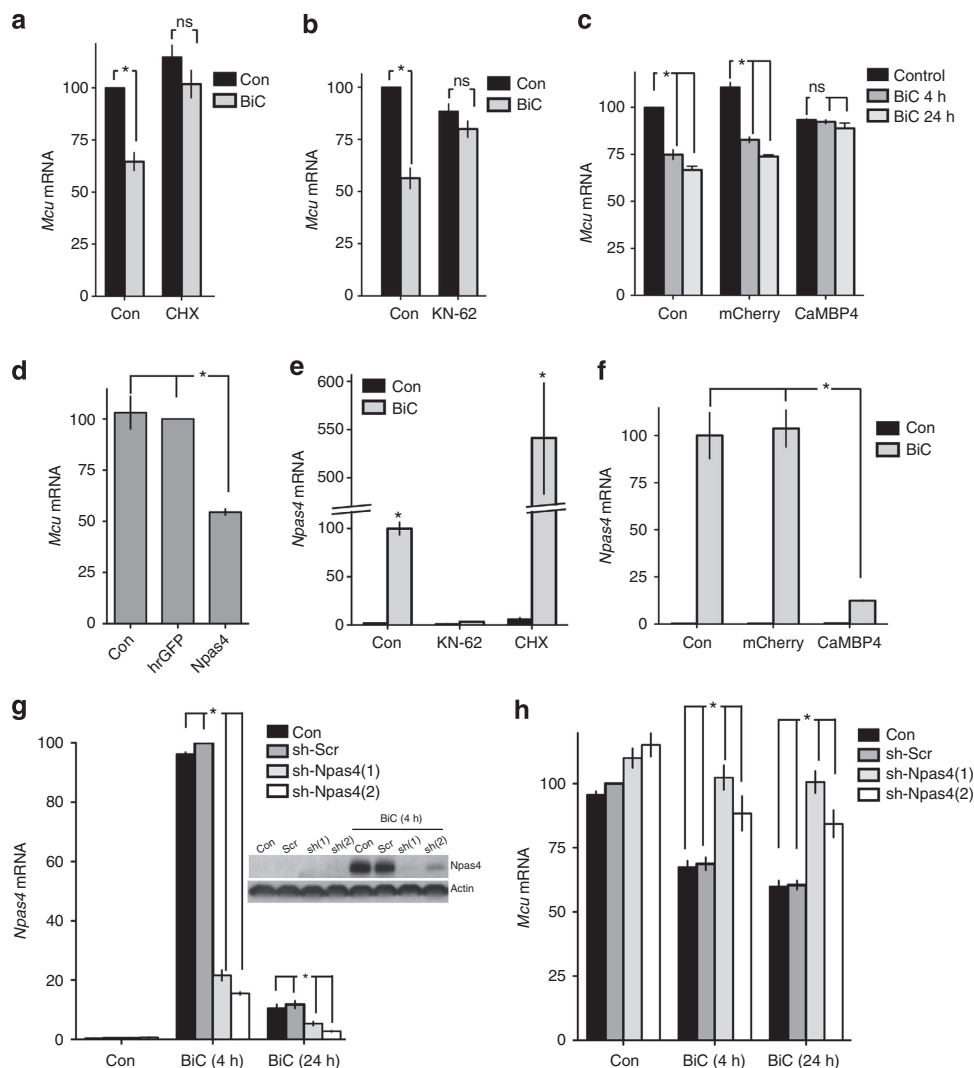 a
ns
*
Con
BiC
100
75
50
25
0
Mcu mRNA
Con CHX
b
ns
*
Con
BiC
100
75
50
25
0
Mcu mRNA
Con KN-62
c
* * ns
Control
BiC 4 h
BiC 24 h
100
75
50
25
0
Mcu mRNA
Con mCherry CaMBP4
d
*
100
75
50
25
0
Mcu mRNA
Con hrGFP Npas4
e
Con
BiC
*
*
600
550
500
100
50
0
Npas4 mRNA
Con KN-62 CHX
f
*
Con
BiC
100
75
50
25
0
Npas4 mRNA
Con mCherry CaMBP4
g
*
*
Con
sh-Scr
sh-Npas4(1)
sh-Npas4(2)
100
80
60
40
20
0
Npas4 mRNA
BiC (4 h)
Con Scr sh(1) sh(2) Con Scr sh(1) sh(2)
Npas4
Actin
Con BiC (4 h) BiC (24 h)
h
* *
Con
sh-Scr
sh-Npas4(1)
sh-Npas4(2)
100
75
50
25
0
Mcu mRNA
Con BiC (4 h) BiC (24 h)